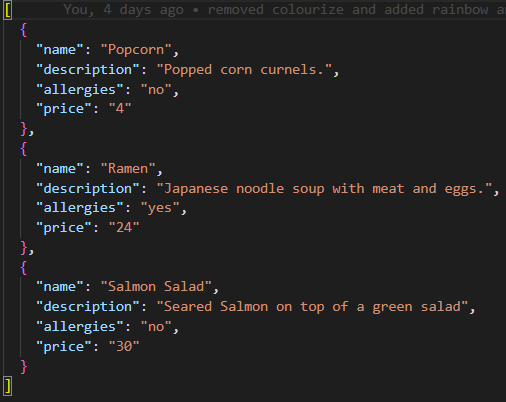 [ You, 4 days ago • removed colourize and added rainbow an
{
"name": "Popcorn",
"description": "Popped corn curnels.",
"allergies": "no",
"price": "4"
},
{
"name": "Ramen",
"description": "Japanese noodle soup with meat and eggs.",
"allergies": "yes",
"price": "24"
},
{
"name": "Salmon Salad",
"description": "Seared Salmon on top of a green salad",
"allergies": "no",
"price": "30"
}
]